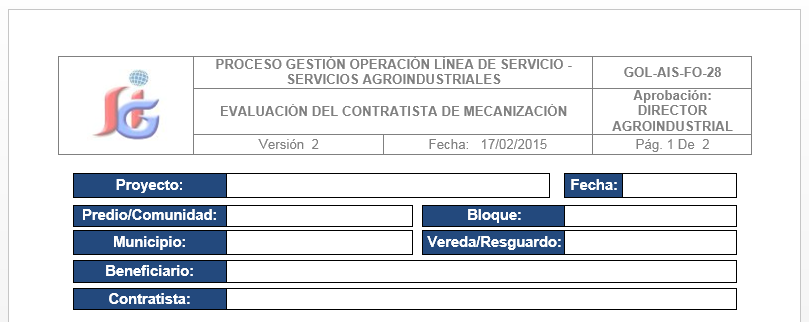 PROCESO GESTIÓN OPERACIÓN LÍNEA DE SERVICIO -
SERVICIOS AGROINDUSTRIALES
GOL-AIS-FO-28
EVALUACIÓN DEL CONTRATISTA DE MECANIZACIÓN
Aprobación:
DIRECTOR
AGROINDUSTRIAL
Versión 2
Fecha: 17/02/2015
Pág. 1 De 2
Proyecto:
Fecha:
Predio/Comunidad:
Bloque:
Municipio:
Vereda/Resguardo:
Beneficiario:
Contratista: